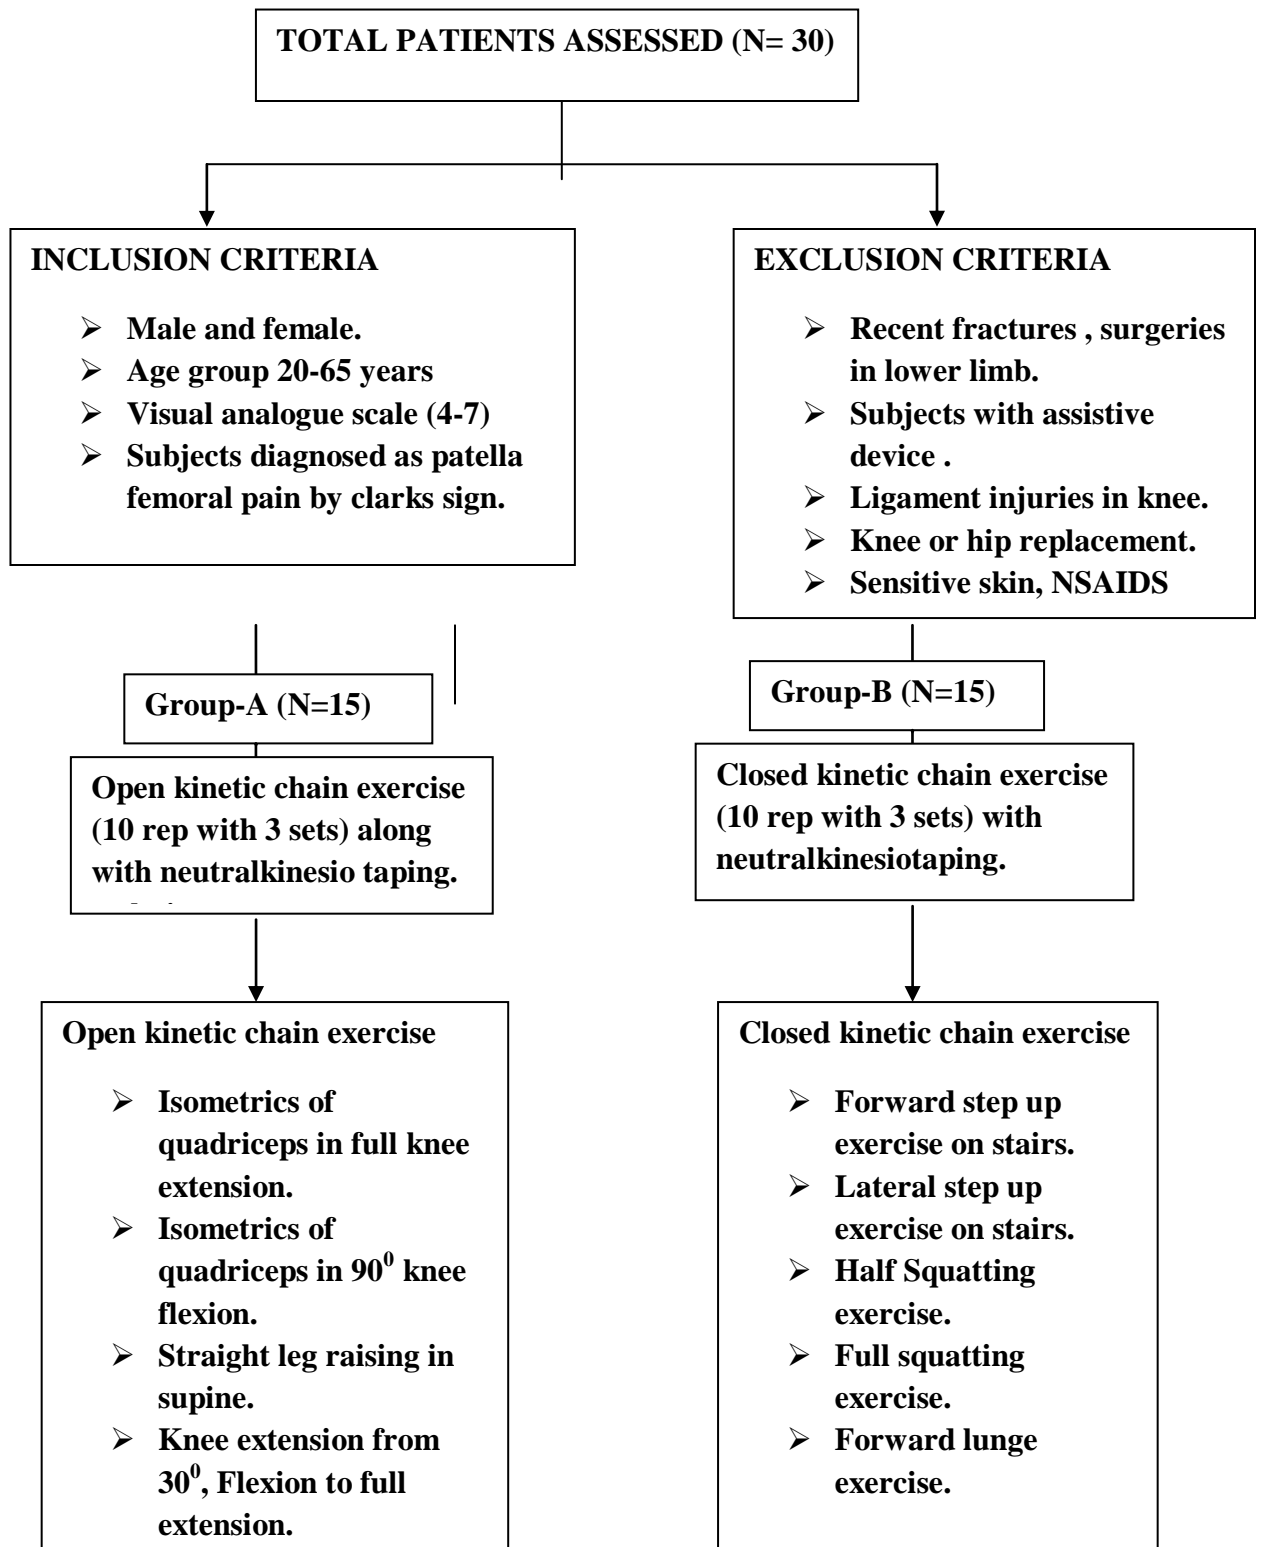 TOTAL PATIENTS ASSESSED (N= 30)
INCLUSION CRITERIA
➢ Male and female.
➢ Age group 20-65 years
➢ Visual analogue scale (4-7)
➢ Subjects diagnosed as patella
femoral pain by clarks sign.
EXCLUSION CRITERIA
➢ Recent fractures , surgeries
in lower limb.
➢ Subjects with assistive
device .
➢ Ligament injuries in knee.
➢ Knee or hip replacement.
➢ Sensitive skin, NSAIDS
Group-A (N=15)
Group-B (N=15)
Open kinetic chain exercise
(10 rep with 3 sets) along
with neutralkinesio taping.
Closed kinetic chain exercise
(10 rep with 3 sets) with
neutralkinesiotaping.
Open kinetic chain exercise
➢ Isometrics of
quadriceps in full knee
extension.
➢ Isometrics of
quadriceps in 90⁰ knee
flexion.
➢ Straight leg raising in
supine.
➢ Knee extension from
30⁰, Flexion to full
extension.
Closed kinetic chain exercise
➢ Forward step up
exercise on stairs.
➢ Lateral step up
exercise on stairs.
➢ Half Squatting
exercise.
➢ Full squatting
exercise.
➢ Forward lunge
exercise.